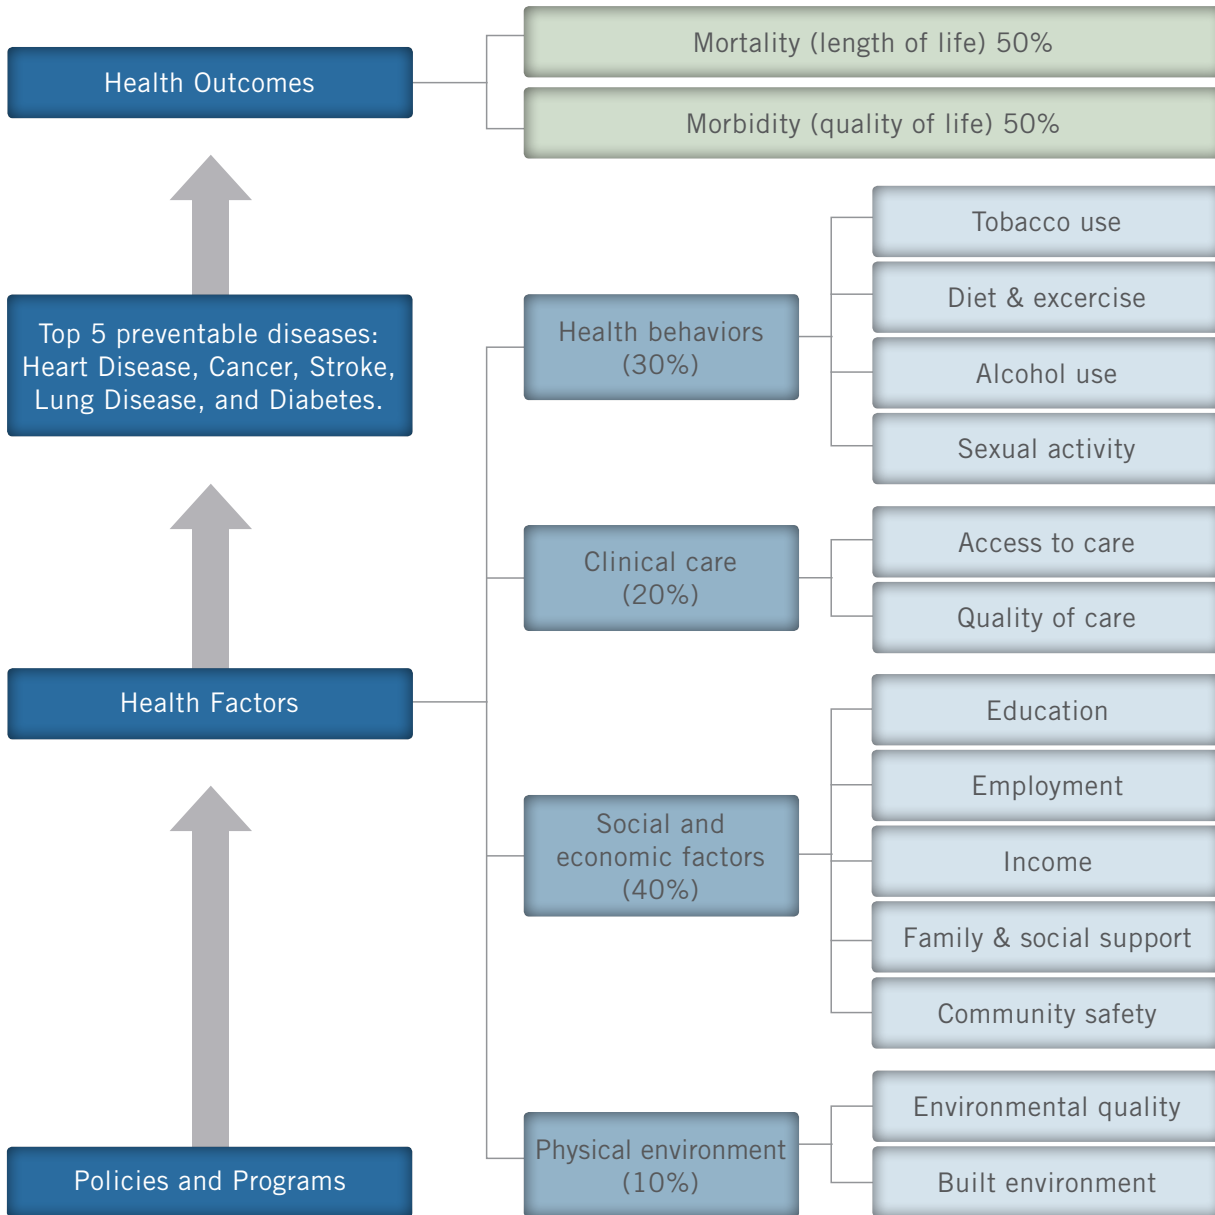 Health Outcomes
Mortality (length of life) 50%
Morbidity (quality of life) 50%
Top 5 preventable diseases:
Heart Disease, Cancer, Stroke,
Lung Disease, and Diabetes.
Health Factors
Policies and Programs
Health behaviors
(30%)
Tobacco use
Diet & excercise
Alcohol use
Sexual activity
Clinical care
(20%)
Access to care
Quality of care
Social and
economic factors
(40%)
Education
Employment
Income
Family & social support
Community safety
Physical environment
(10%)
Environmental quality
Built environment